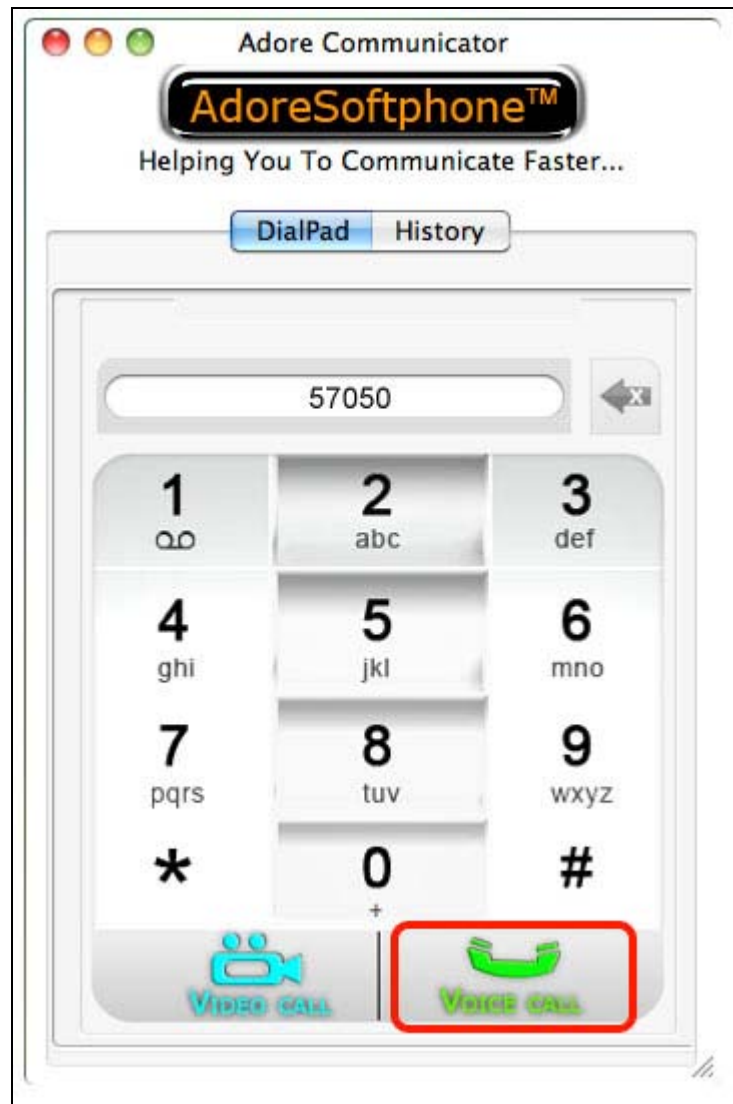 Adore Communicator
AdoreSoftphone™
Helping You To Communicate Faster...
DialPad History
57050
x
1 2 3
abc def
4 5 6
ghi jkl mno
7 8 9
pqrs tuv wxyz
* 0 #
+
VIDEO CALL VOICE CALL